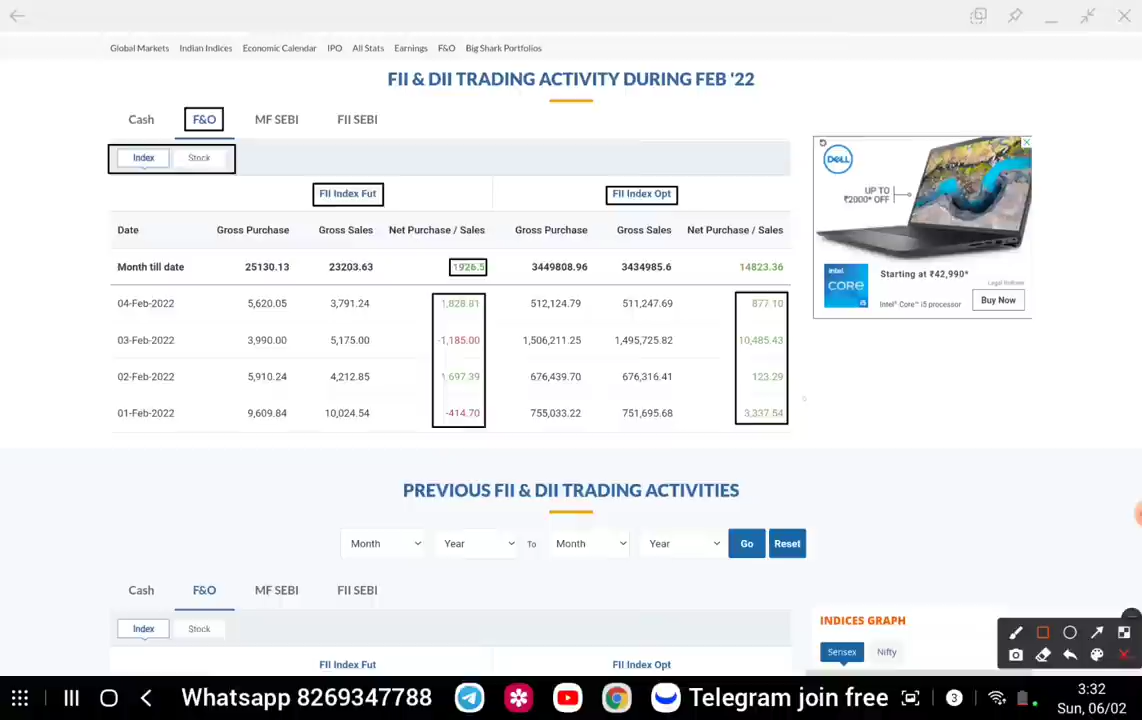 Global Markets Indian Indices Economic Calendar IPO All Stats Earnings F&O Big Shark Portfolios
FII & DII TRADING ACTIVITY DURING FEB '22
Cash F&O MF SEBI FII SEBI
Index Stock
FII Index Fut FII Index Opt
Date Gross Purchase Gross Sales Net Purchase / Sales Gross Purchase Gross Sales Net Purchase / Sales
Month till date 25130.13 23203.63 1926.5 3449808.96 3434985.6 14823.36
04-Feb-2022 5,620.05 3,791.24 1,828.81 512,124.79 511,247.69 877.10
03-Feb-2022 3,990.00 5,175.00 -1,185.00 1,506,211.25 1,495,725.82 10,485.43
02-Feb-2022 5,910.24 4,212.85 1,697.39 676,439.70 676,316.41 123.29
01-Feb-2022 9,609.84 10,024.54 -414.70 755,033.22 751,695.68 3,337.54
DELL
UP TO
₹2000* OFF
intel
CORE
i5
Starting at ₹42,990*
Legal Notices
Intel® Core™ i5 processor
Buy Now
PREVIOUS FII & DII TRADING ACTIVITIES
Month Year To Month Year Go Reset
Cash F&O MF SEBI FII SEBI
Index Stock
FII Index Fut FII Index Opt
INDICES GRAPH
Sensex Nifty
Whatsapp 8269347788 Telegram join free 3 3:32
Sun, 06/02